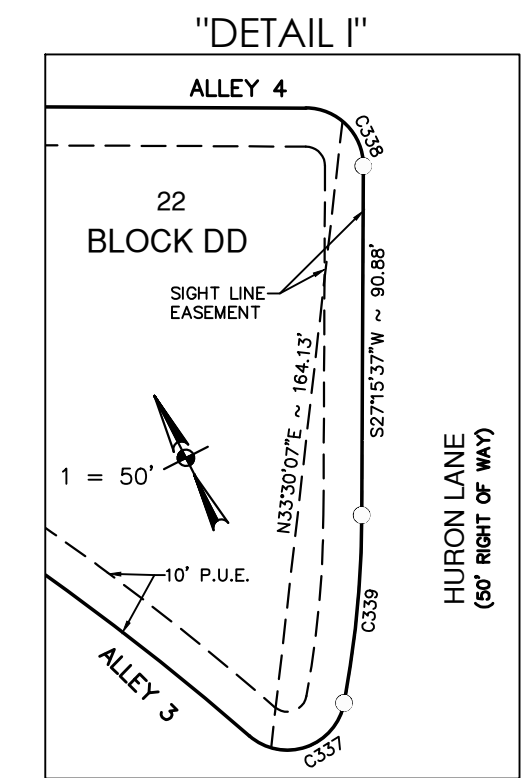 "DETAIL I"
ALLEY 4
C338
22
BLOCK DD
SIGHT LINE
EASEMENT
S27°15'37"W ~ 90.88'
N33°30'07"E ~ 164.13'
1 = 50'
HURON LANE
(50' RIGHT OF WAY)
10' P.U.E.
C339
ALLEY 3
C337